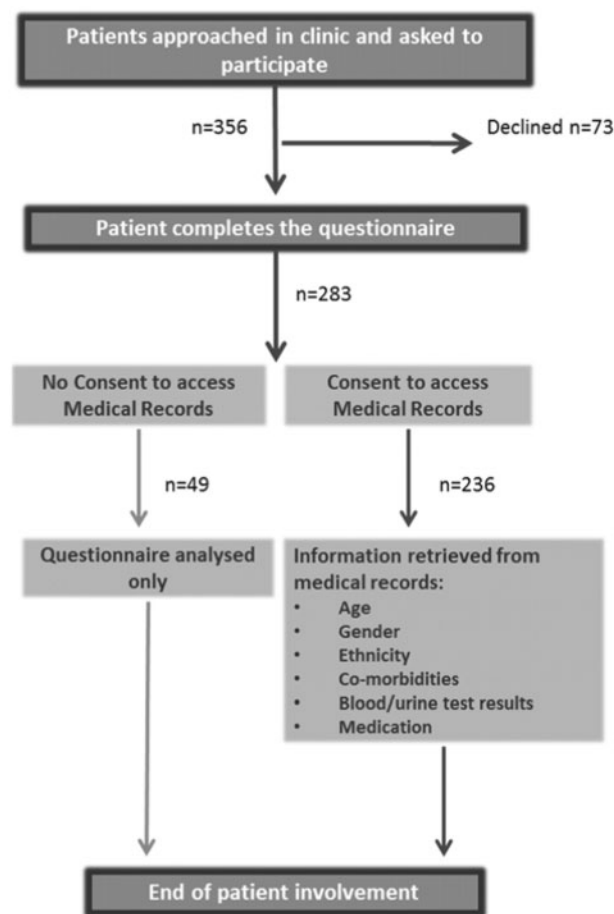 Patients approached in clinic and asked to
participate
n=356
Declined n=73
Patient completes the questionnaire
n=283
No Consent to access
Medical Records
Consent to access
Medical Records
n=49
n=236
Questionnaire analysed
only
Information retrieved from
medical records:
• Age
• Gender
• Ethnicity
• Co-morbidities
• Blood/urine test results
• Medication
End of patient involvement